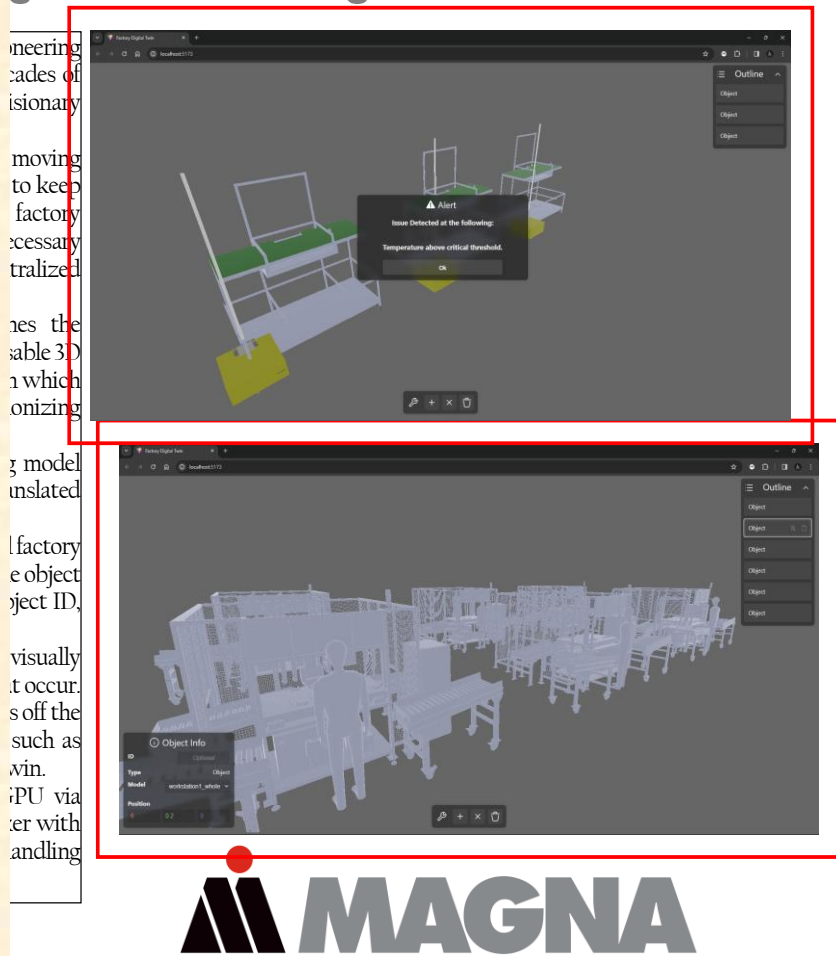 oneering
cades of
isionary
moving
to keep
factory
ecessary
tralized
nes the
sable 3D
n which
onizing
g model
anslated
l factory
e object
bject ID,
visually
at occur.
s off the
such as
win.
GPU via
ker with
andling
Factory Digital Twin
localhost:5173
Outline
Object
Object
Object
Alert
Issue Detected at the following:
Temperature above critical threshold.
Ok
Factory Digital Twin
localhost:5173
Outline
Object
Object
Object
Object
Object
Object
Object Info
ID Optional
Type Object
Model workstation1_whole
Position
0.2
MAGNA